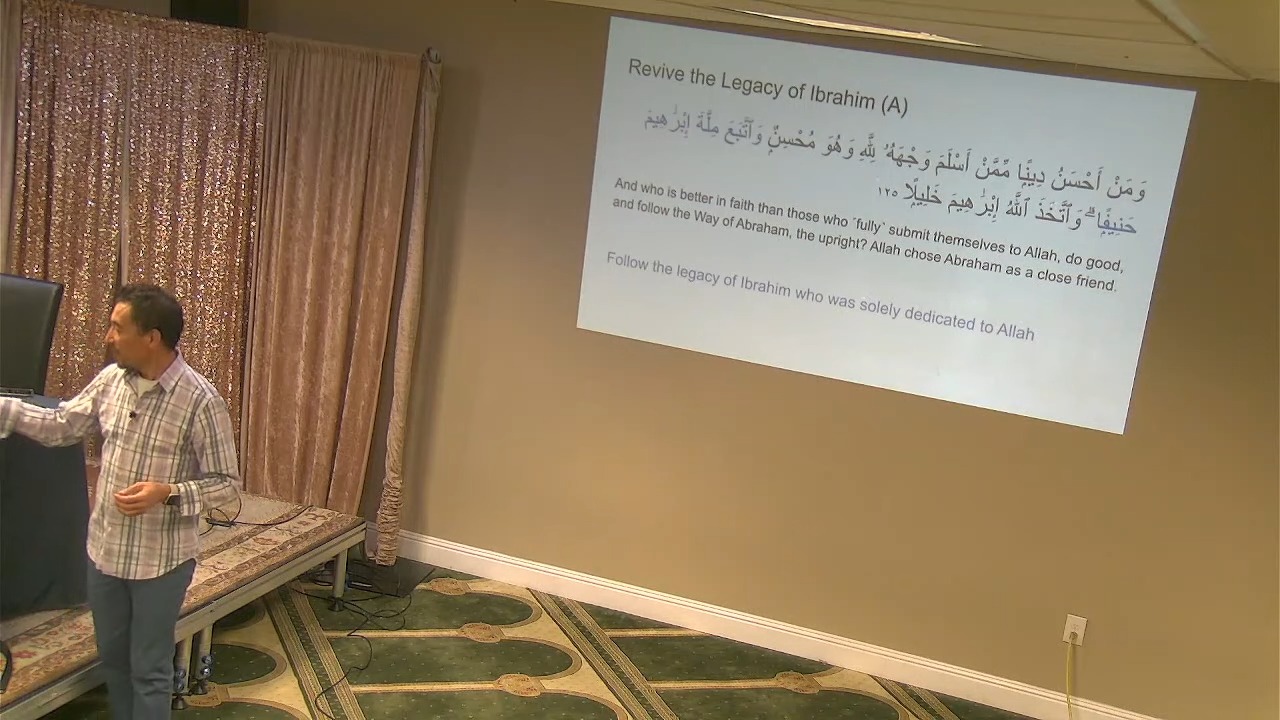 Revive the Legacy of Ibrahim (A)
وَمَنْ أَحْسَنُ دِينًا مِّمَّنْ أَسْلَمَ وَجْهَهُۥ لِلَّهِ وَهُوَ مُحْسِنٌ وَٱتَّبَعَ مِلَّةَ إِبْرَٰهِيمَ
حَنِيفًا ۗ وَٱتَّخَذَ ٱللَّهُ إِبْرَٰهِيمَ خَلِيلًا ١٢٥
And who is better in faith than those who ˹fully˺ submit themselves to Allah, do good,
and follow the Way of Abraham, the upright? Allah chose Abraham as a close friend.
Follow the legacy of Ibrahim who was solely dedicated to Allah